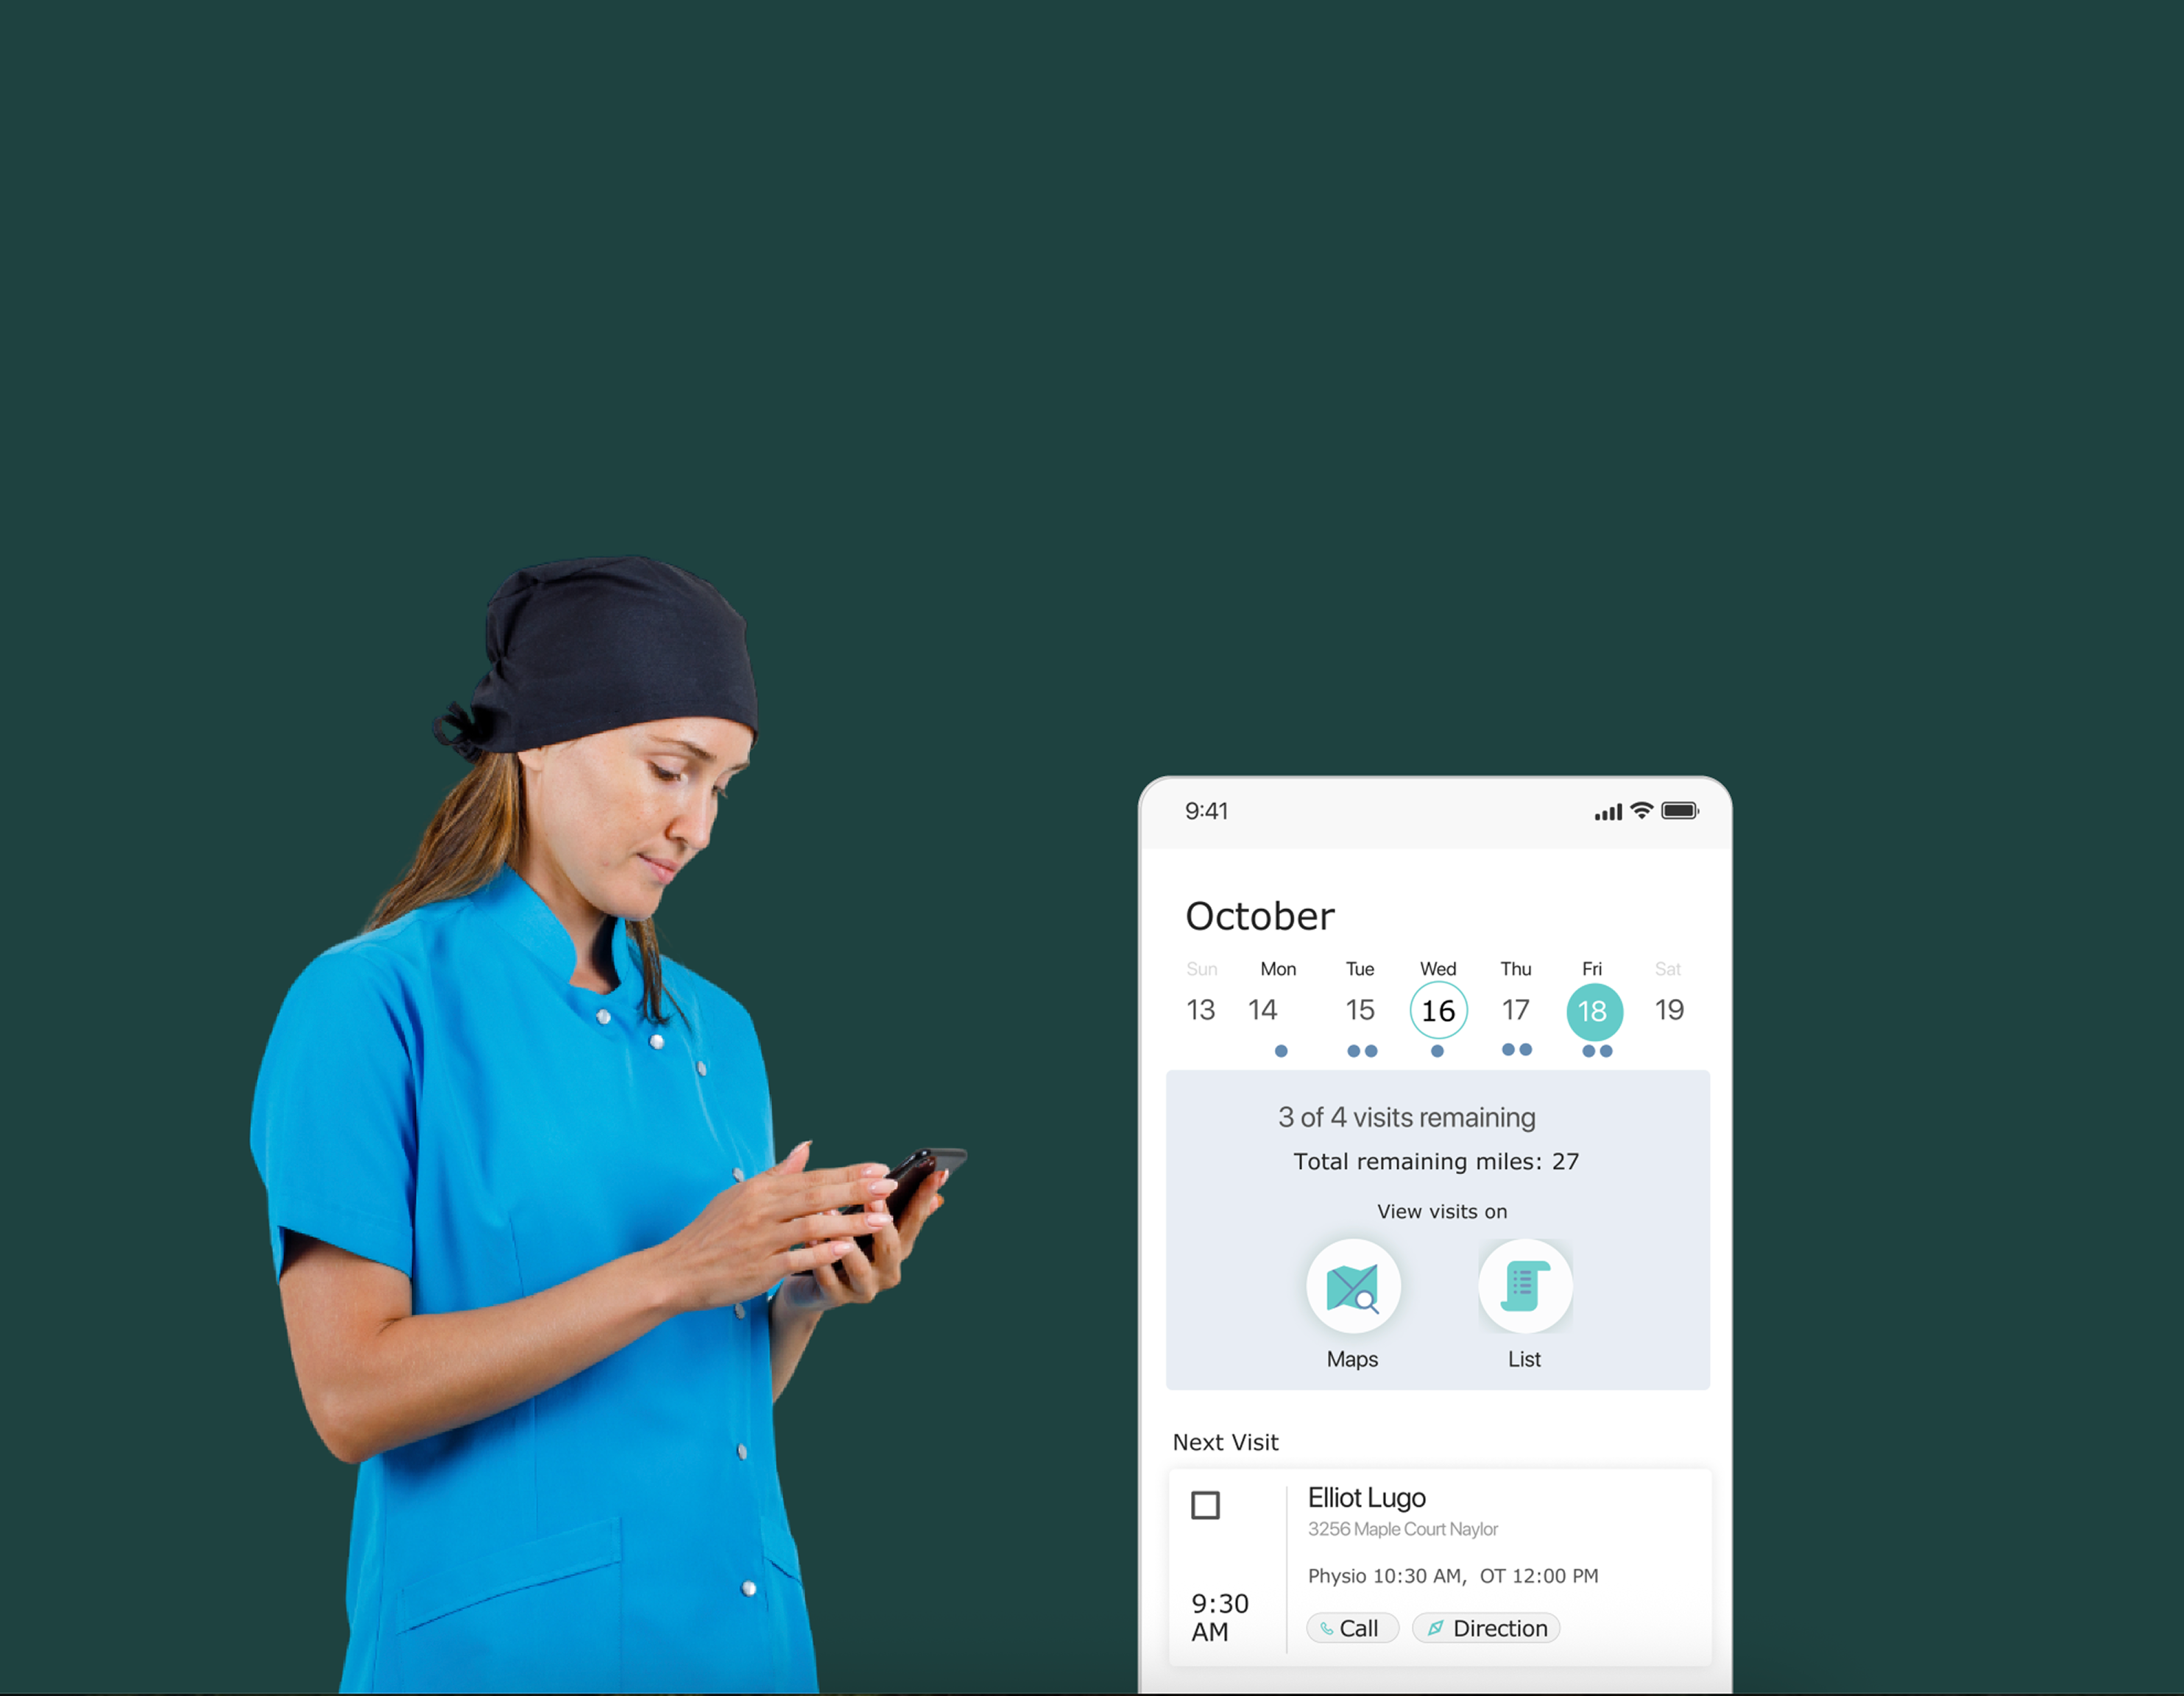 9:41
October
Sun Mon Tue Wed Thu Fri Sat
13 14 15 16 17 18 19
3 of 4 visits remaining
Total remaining miles: 27
View visits on
Maps List
Next Visit
Elliot Lugo
3256 Maple Court Naylor
Physio 10:30 AM, OT 12:00 PM
9:30
AM
Call Direction